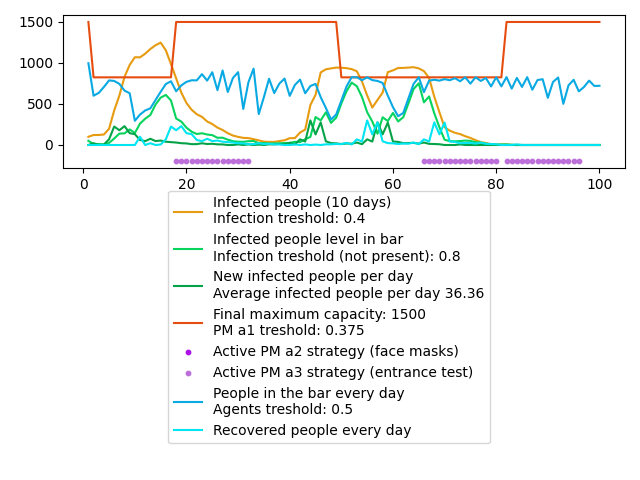 1500
1000
500
0
0 20 40 60 80 100
Infected people (10 days)
Infection treshold: 0.4
Infected people level in bar
Infection treshold (not present): 0.8
New infected people per day
Average infected people per day 36.36
Final maximum capacity: 1500
PM a1 treshold: 0.375
Active PM a2 strategy (face masks)
Active PM a3 strategy (entrance test)
People in the bar every day
Agents treshold: 0.5
Recovered people every day